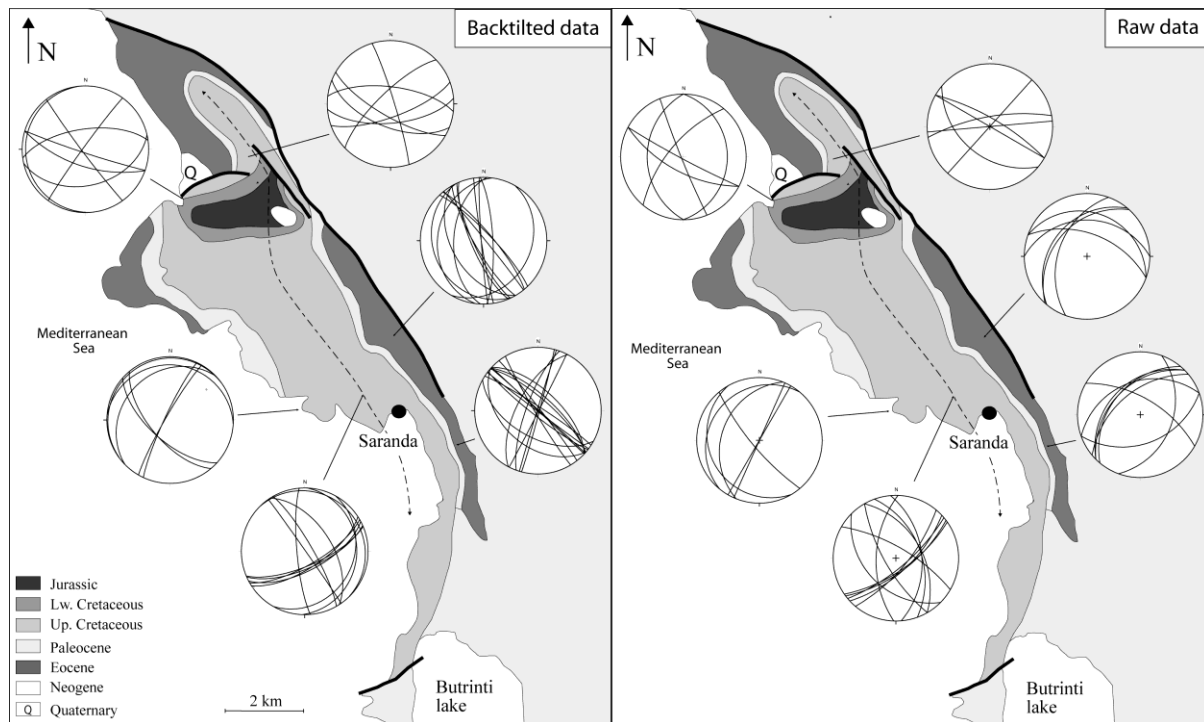 Backtilted data
N
N
N
N
Q
N
Mediterranean
Sea
N
N
Saranda
N
Jurassic
Lw. Cretaceous
Up. Cretaceous
Paleocene
Eocene
Neogene
Q Quaternary
2 km
Butrinti
lake
Raw data
N
N
N
Q
N
Mediterranean
Sea
N
N
Saranda
N
Butrinti
lake